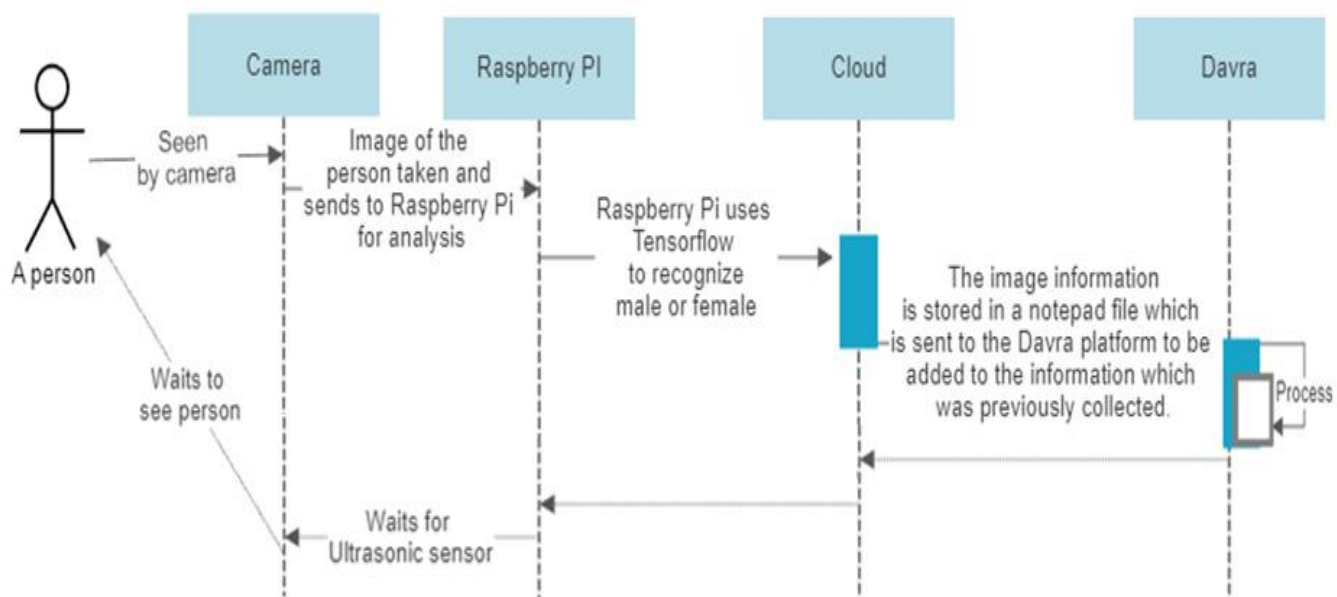 Camera
Raspberry PI
Cloud
Davra
Seen
by camera
Image of the
person taken and
sends to Raspberry Pi
for analysis
Raspberry Pi uses
Tensorflow
to recognize
male or female
A person
The image information
is stored in a notepad file which
is sent to the Davra platform to be
added to the information which
was previously collected.
Process
Waits to
see person
Waits for
Ultrasonic sensor